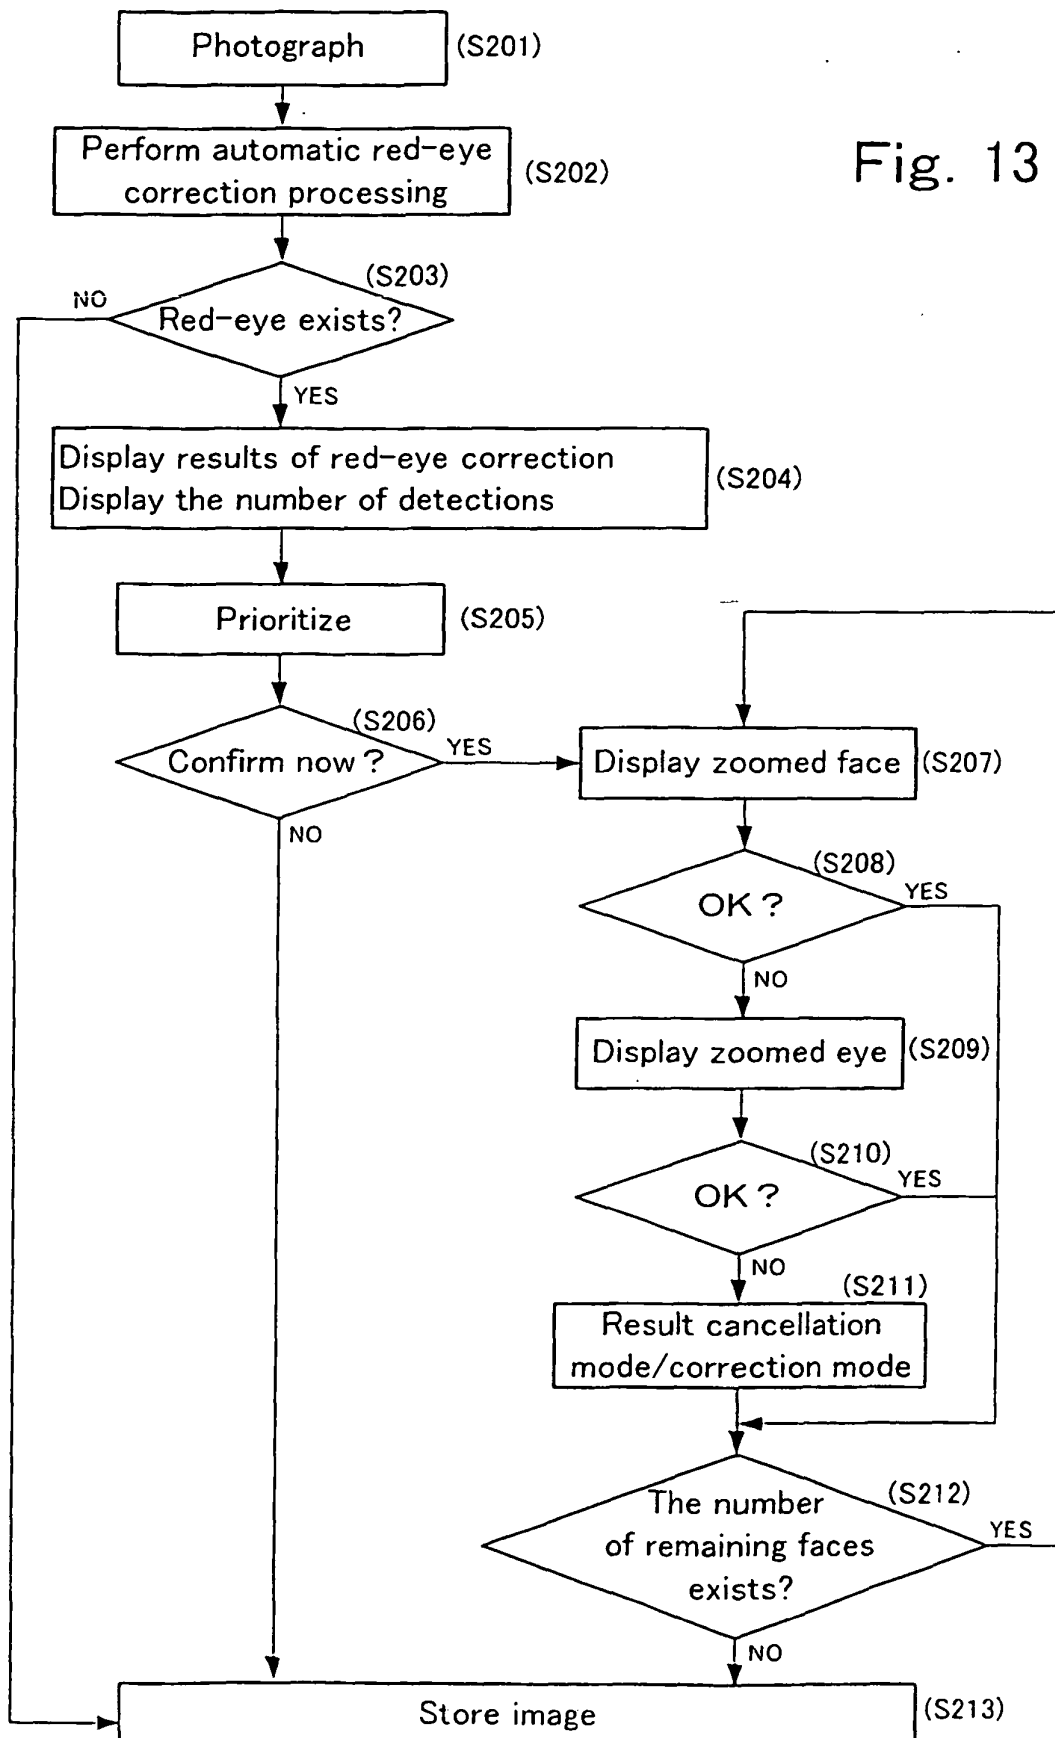 Photograph
(S201)
Perform automatic red-eye
correction processing
(S202)
Fig. 13
(S203)
NO
Red-eye exists?
YES
Display results of red-eye correction
Display the number of detections
(S204)
Prioritize
(S205)
(S206)
Confirm now?
YES
NO
Display zoomed face
(S207)
(S208)
OK?
YES
NO
Display zoomed eye
(S209)
(S210)
OK?
YES
NO
(S211)
Result cancellation
mode/correction mode
(S212)
The number
of remaining faces
exists?
YES
NO
Store image
(S213)